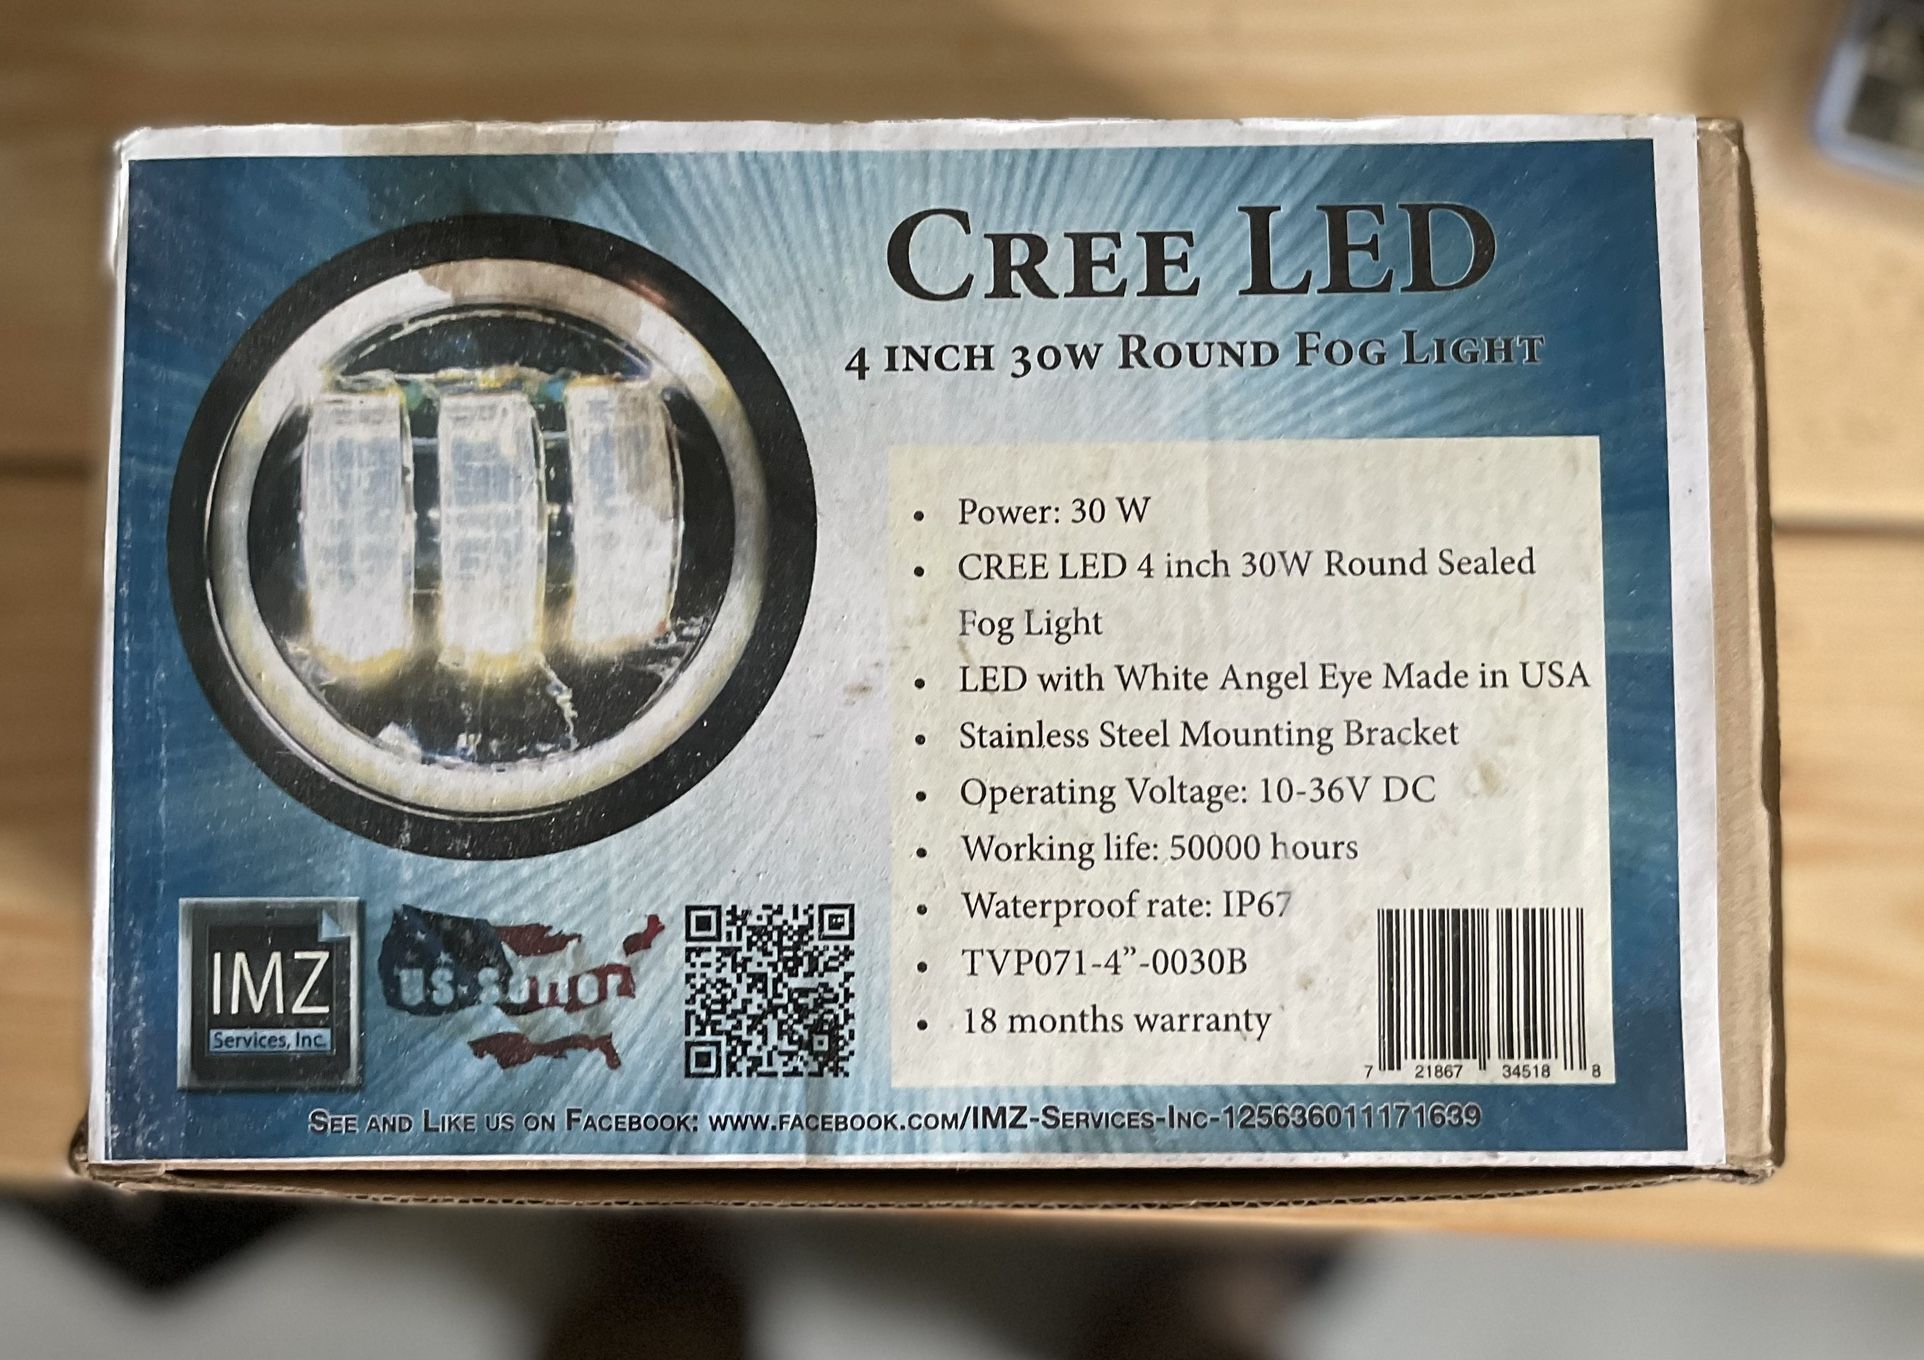 CREE LED
4 INCH 30W ROUND FOG LIGHT
• Power: 30 W
• CREE LED 4 inch 30W Round Sealed
Fog Light
• LED with White Angel Eye Made in USA
• Stainless Steel Mounting Bracket
• Operating Voltage: 10-36V DC
• Working life: 50000 hours
• Waterproof rate: IP67
• TVP071-4”-0030B
• 18 months warranty
IMZ
Services, Inc.
7 21867 34518 8
SEE AND LIKE US ON FACEBOOK: WWW.FACEBOOK.COM/IMZ-SERVICES-INC-125636011171639